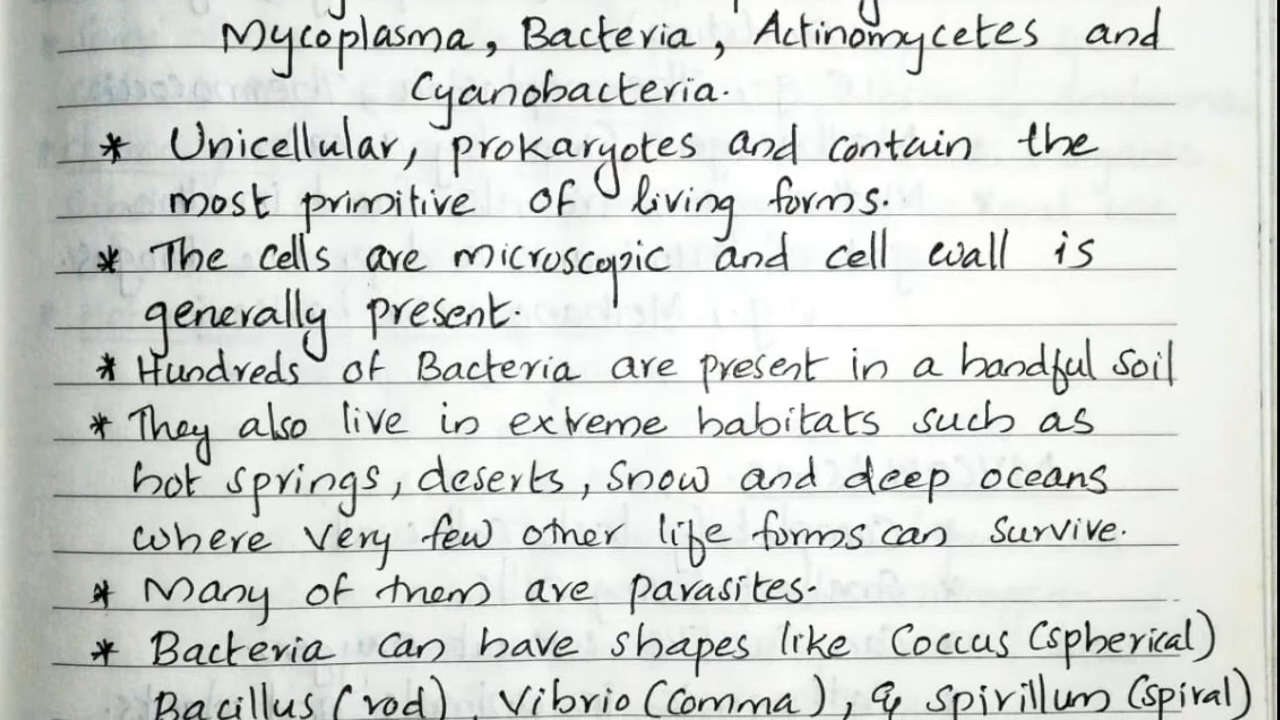 Mycoplasma, Bacteria, Actinomycetes and
Cyanobacteria.
* Unicellular, prokaryotes and contain the
most primitive of living forms.
* The cells are microscopic and cell wall is
generally present.
* Hundreds of Bacteria are present in a handful soil
* They also live in extreme habitats such as
hot springs, deserts, snow and deep oceans
where very few other life forms can survive.
* Many of them are parasites.
* Bacteria can have shapes like Coccus (spherical)
Bacillus (rod), Vibrio (comma), & spirillum (spiral)